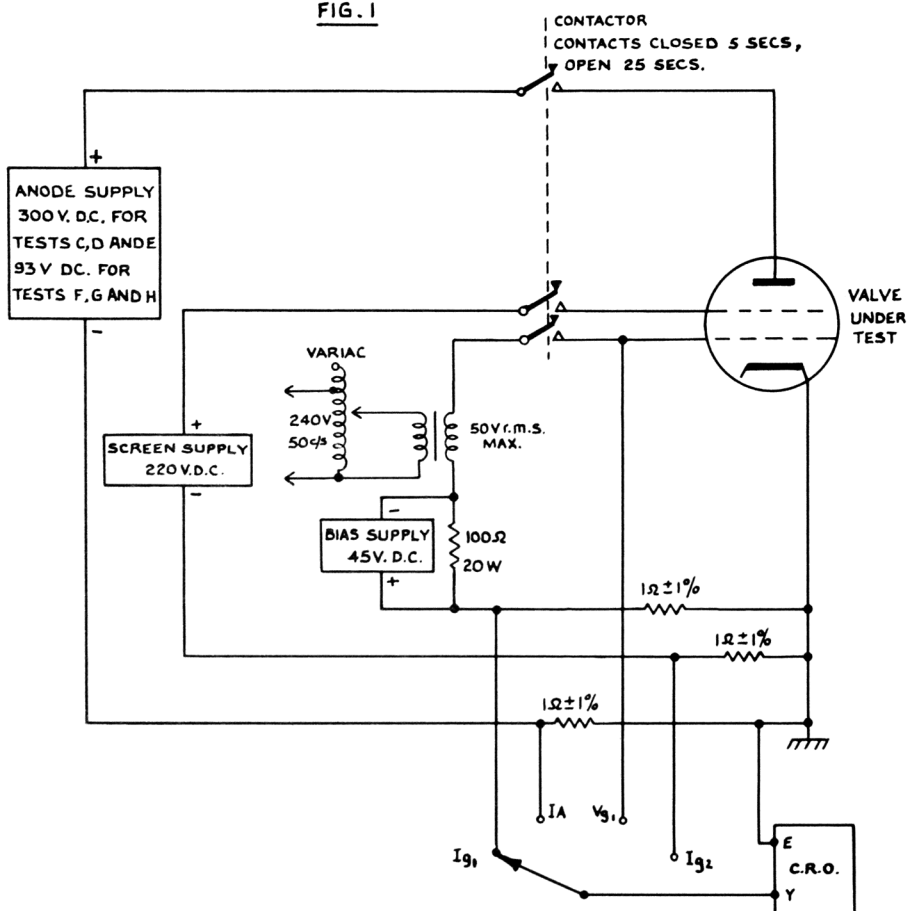 FIG. 1
CONTACTOR
CONTACTS CLOSED 5 SECS,
OPEN 25 SECS.
+
ANODE SUPPLY
300 V. D.C. FOR
TESTS C, D AND E
93 V DC. FOR
TESTS F, G AND H
-
VALVE
UNDER
TEST
VARIAC
240V
50 c/s
50V r.m.s.
MAX.
+
SCREEN SUPPLY
220 V.D.C.
-
-
BIAS SUPPLY
45V. D.C.
+
100Ω
20W
1Ω ± 1%
1Ω ± 1%
1Ω ± 1%
IA
Vg1
Ig1
Ig2
E
C.R.O.
Y